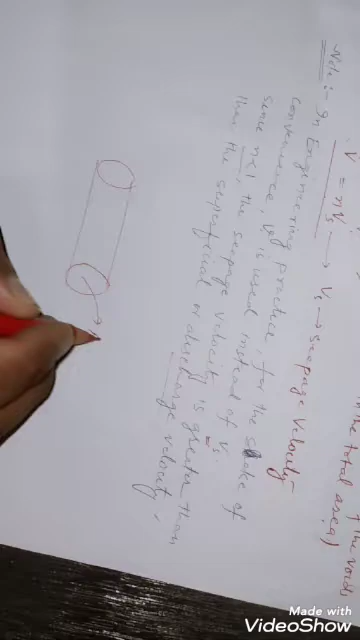 in the total area)
of the voids
V = nVs → Vs → seepage velocity
Note:- In Engineering practice, for the sake of
convenience, V is used instead of Vs.
since n<1, the seepage velocity is greater than
the superficial or discharge velocity,
Made with
VideoShow